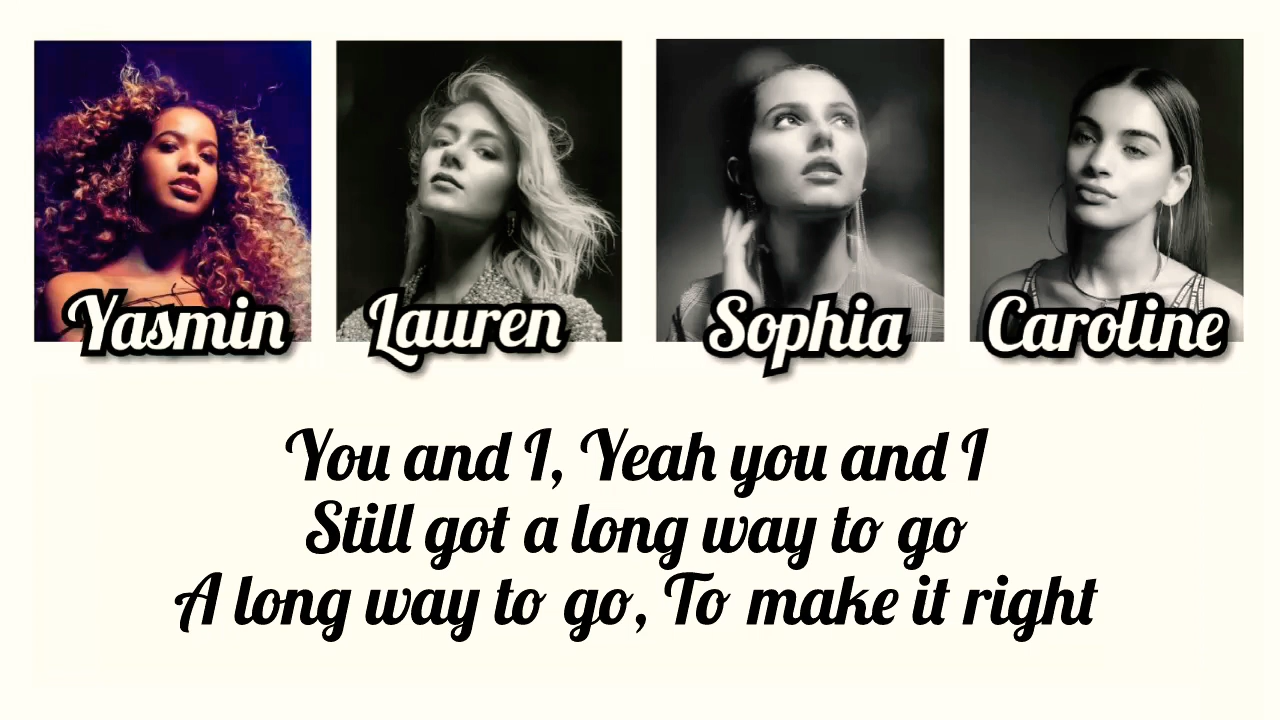 Yasmin Lauren Sophia Caroline
You and I, Yeah you and I
Still got a long way to go
A long way to go, To make it right